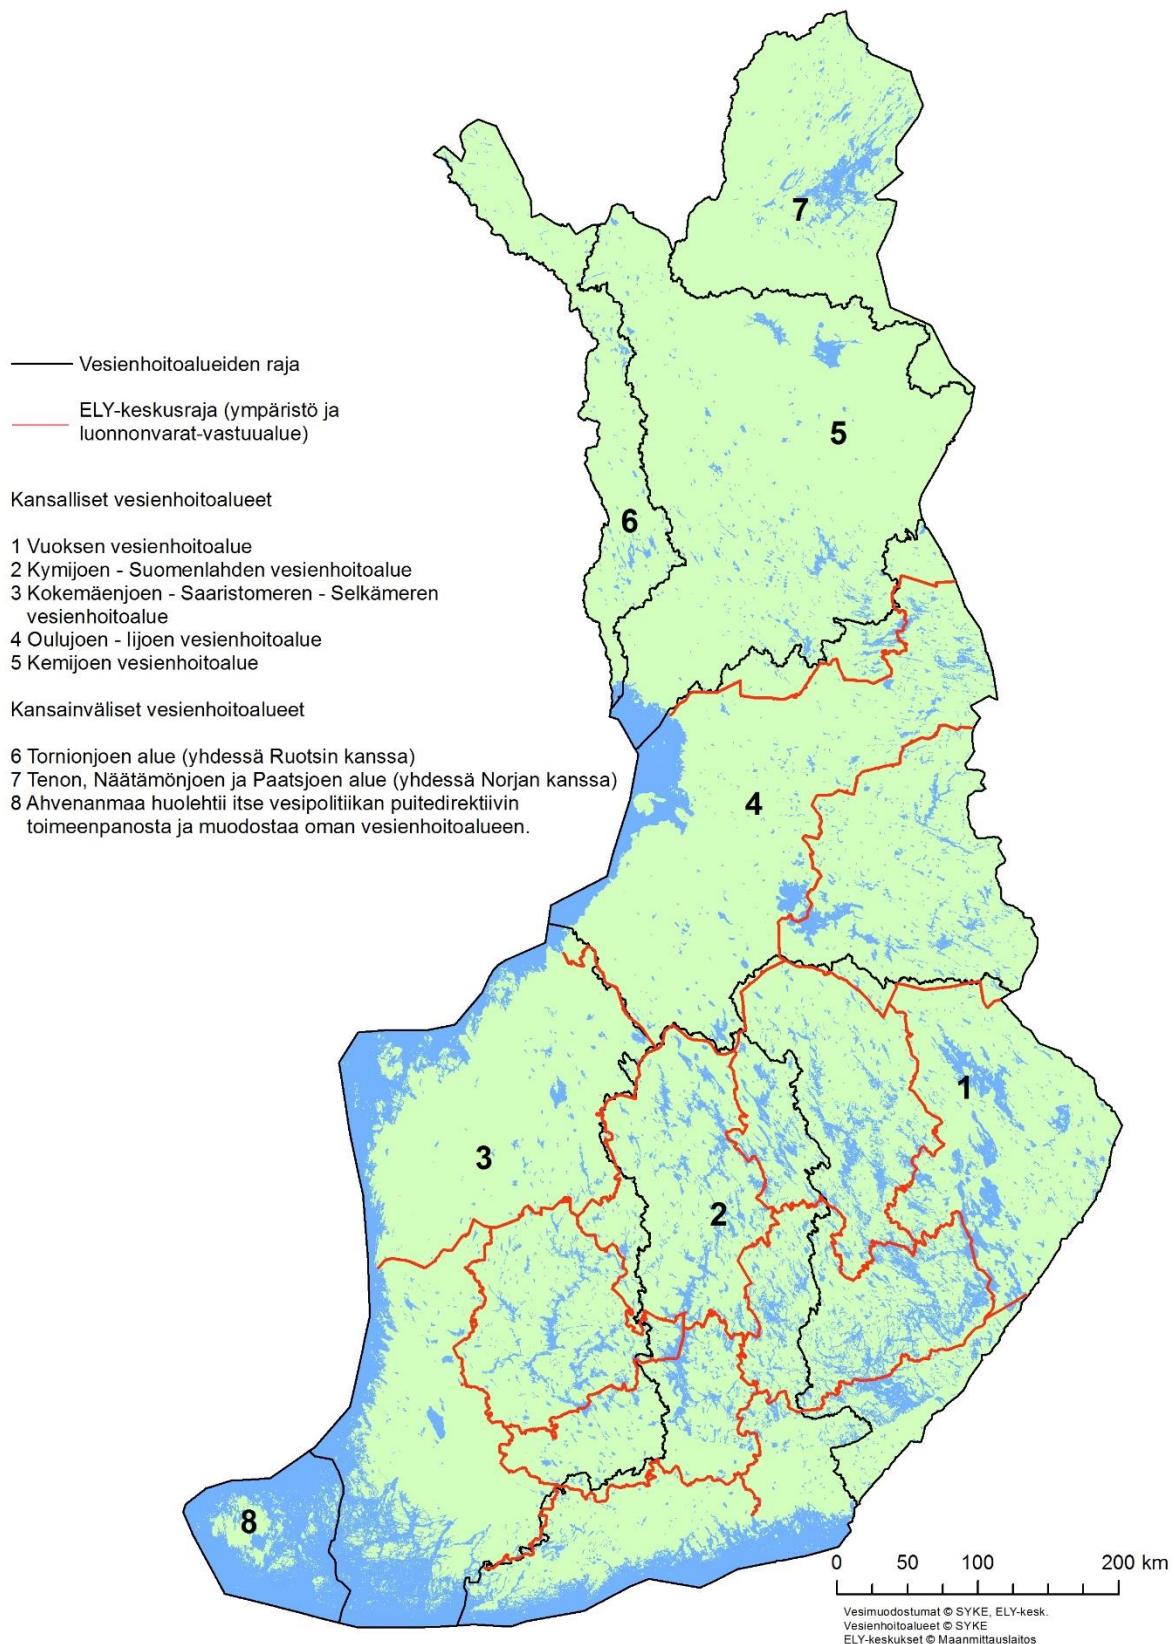 7
Vesienhoitoalueiden raja
ELY-keskusraja (ympäristö ja
luonnonvarat-vastuualue)
5
6
Kansalliset vesienhoitoalueet
1 Vuoksen vesienhoitoalue
2 Kymijoen - Suomenlahden vesienhoitoalue
3 Kokemäenjoen - Saaristomeren - Selkämeren
vesienhoitoalue
4 Oulujoen - Iijoen vesienhoitoalue
5 Kemijoen vesienhoitoalue
Kansainväliset vesienhoitoalueet
6 Tornionjoen alue (yhdessä Ruotsin kanssa)
7 Tenon, Näätämönjoen ja Paatsjoen alue (yhdessä Norjan kanssa)
8 Ahvenanmaa huolehtii itse vesipolitiikan puitedirektiivin
toimeenpanosta ja muodostaa oman vesienhoitoalueen.
4
1
3
2
8
0 50 100 200 km
Vesimuodostumat © SYKE, ELY-kesk.
Vesienhoitoalueet © SYKE
ELY-keskukset © Maanmittauslaitos